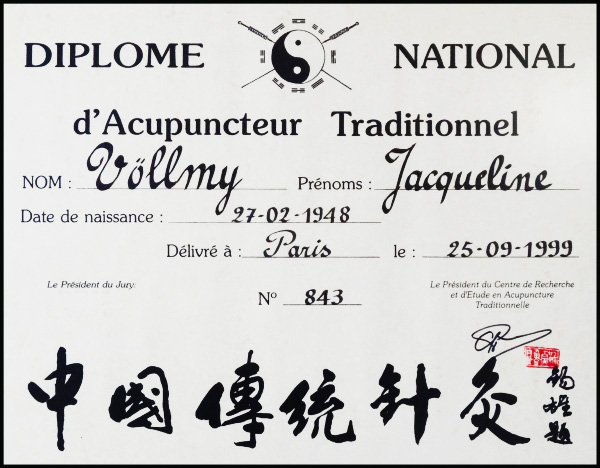 DIPLOME NATIONAL
d'Acupuncteur Traditionnel
NOM : Völlmy Prénoms : Jacqueline
Date de naissance : 27-02-1948
Délivré à : Paris le : 25-09-1999
Le Président du Jury:
Le Président du Centre de Recherche
et d'Etude en Acupuncture
Traditionnelle
N° 843
中國傳統針灸